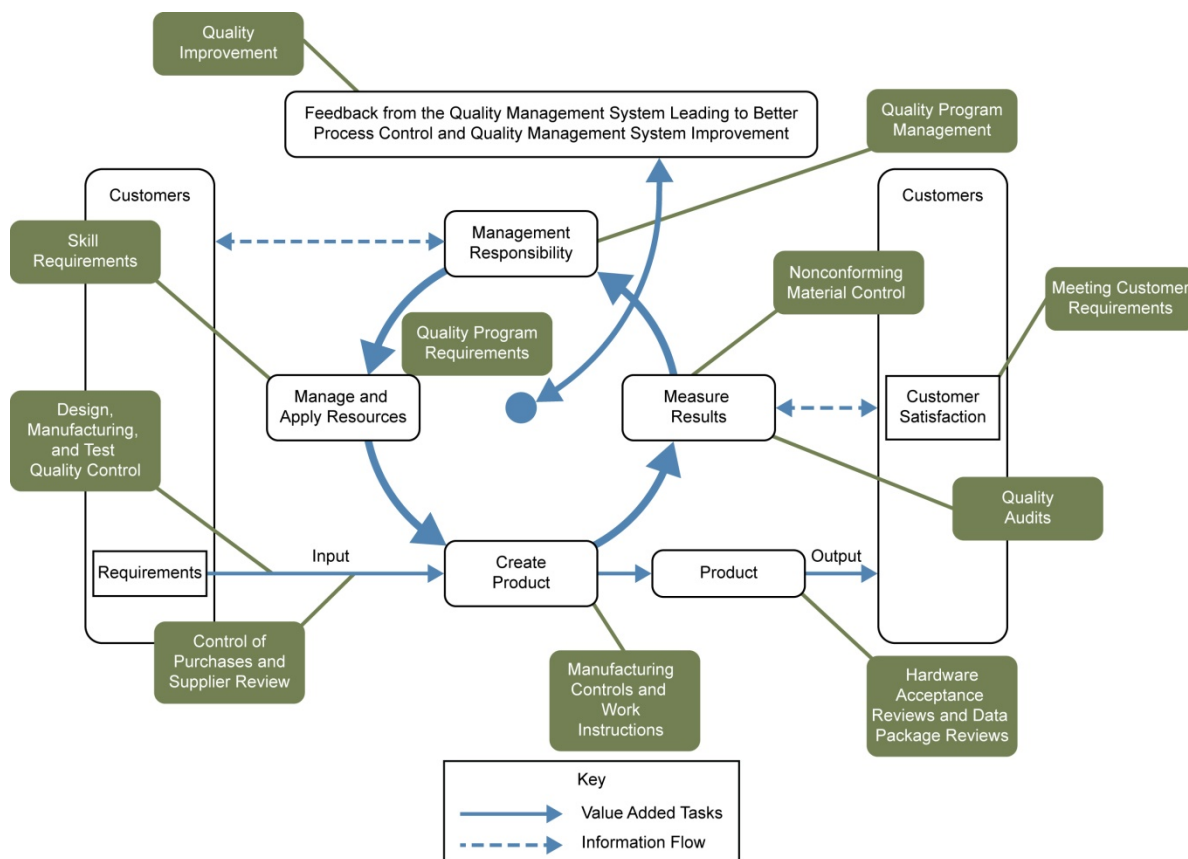 Quality
Improvement
Feedback from the Quality Management System Leading to Better
Process Control and Quality Management System Improvement
Quality Program
Management
Customers
Management
Responsibility
Customers
Skill
Requirements
Nonconforming
Material Control
Meeting Customer
Requirements
Quality Program
Requirements
Manage and
Apply Resources
Measure
Results
Customer
Satisfaction
Design,
Manufacturing,
and Test
Quality Control
Quality
Audits
Requirements
Input
Create
Product
Product
Output
Control of
Purchases and
Supplier Review
Manufacturing
Controls and
Work
Instructions
Hardware
Acceptance
Reviews and Data
Package Reviews
Key
Value Added Tasks
Information Flow